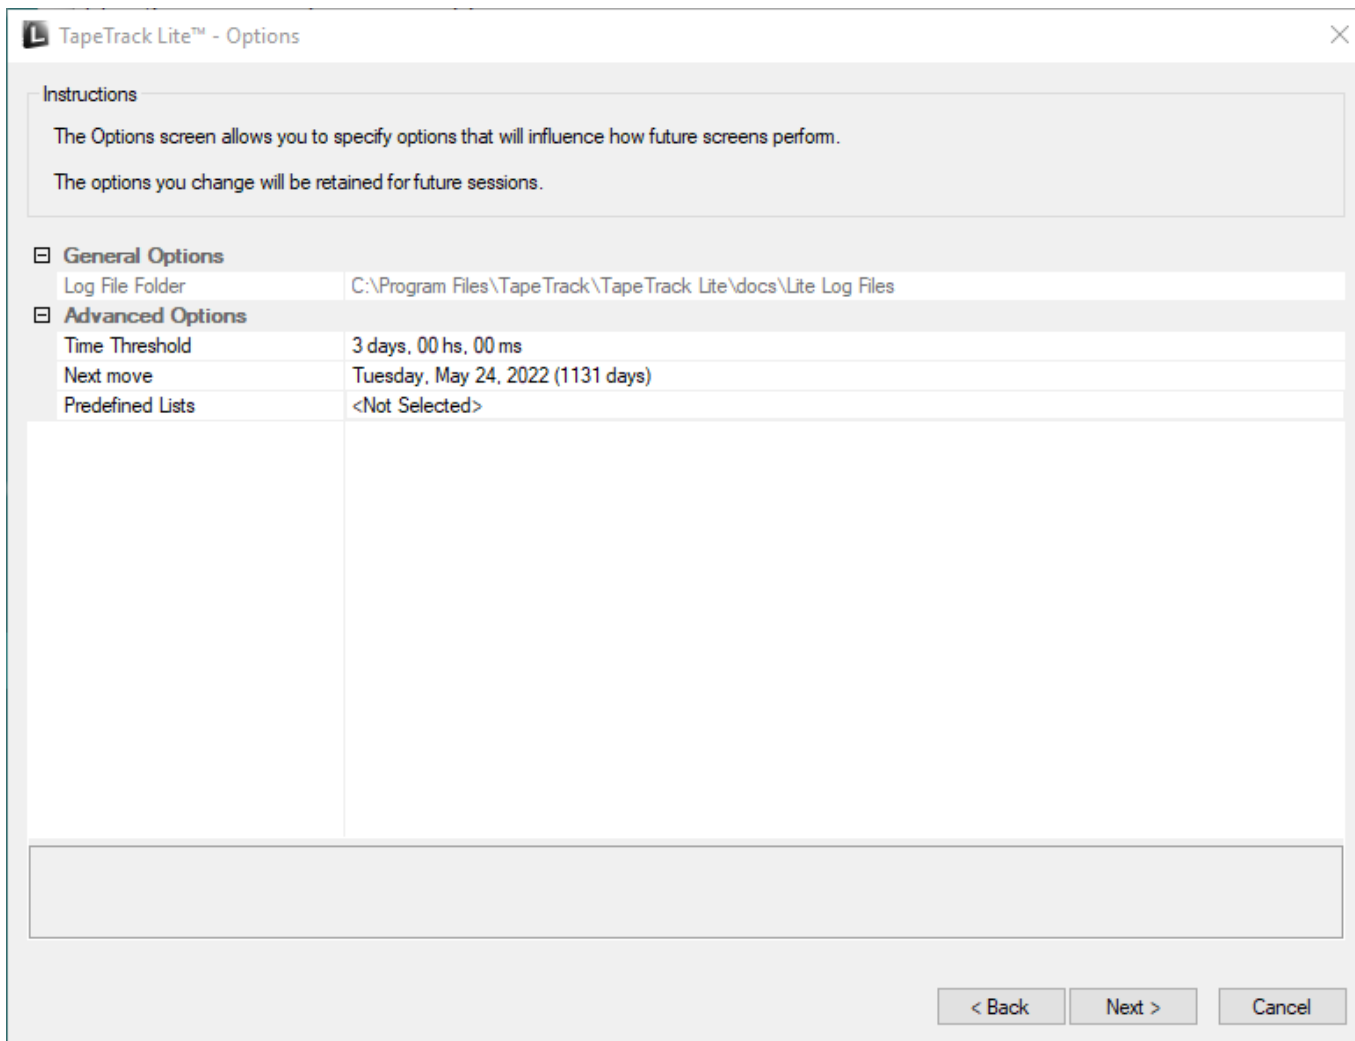 TapeTrack Lite™ - Options
Instructions
The Options screen allows you to specify options that will influence how future screens perform.
The options you change will be retained for future sessions.
General Options
Log File Folder C:\Program Files\TapeTrack\TapeTrack Lite\docs\Lite Log Files
Advanced Options
Time Threshold 3 days, 00 hs, 00 ms
Next move Tuesday, May 24, 2022 (1131 days)
Predefined Lists <Not Selected>
< Back Next > Cancel